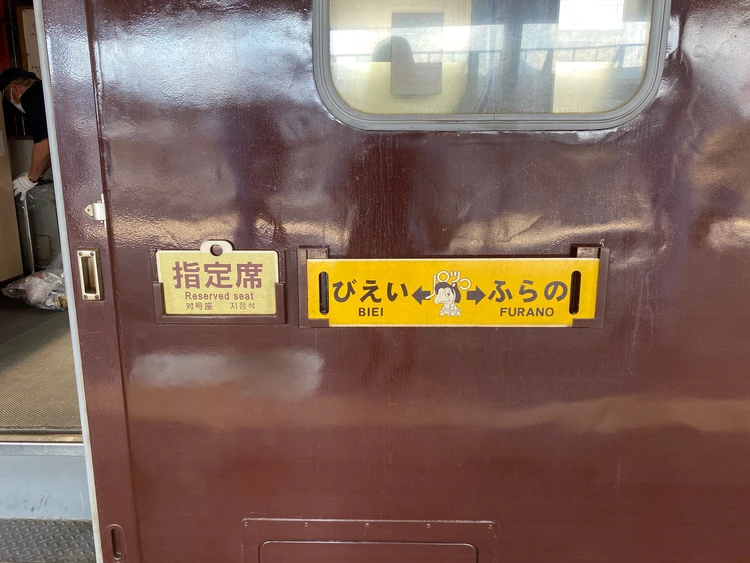 指定席
Reserved seat
对号座 지정석
びえい ⬅ ➡ ふらの
BIEI FURANO